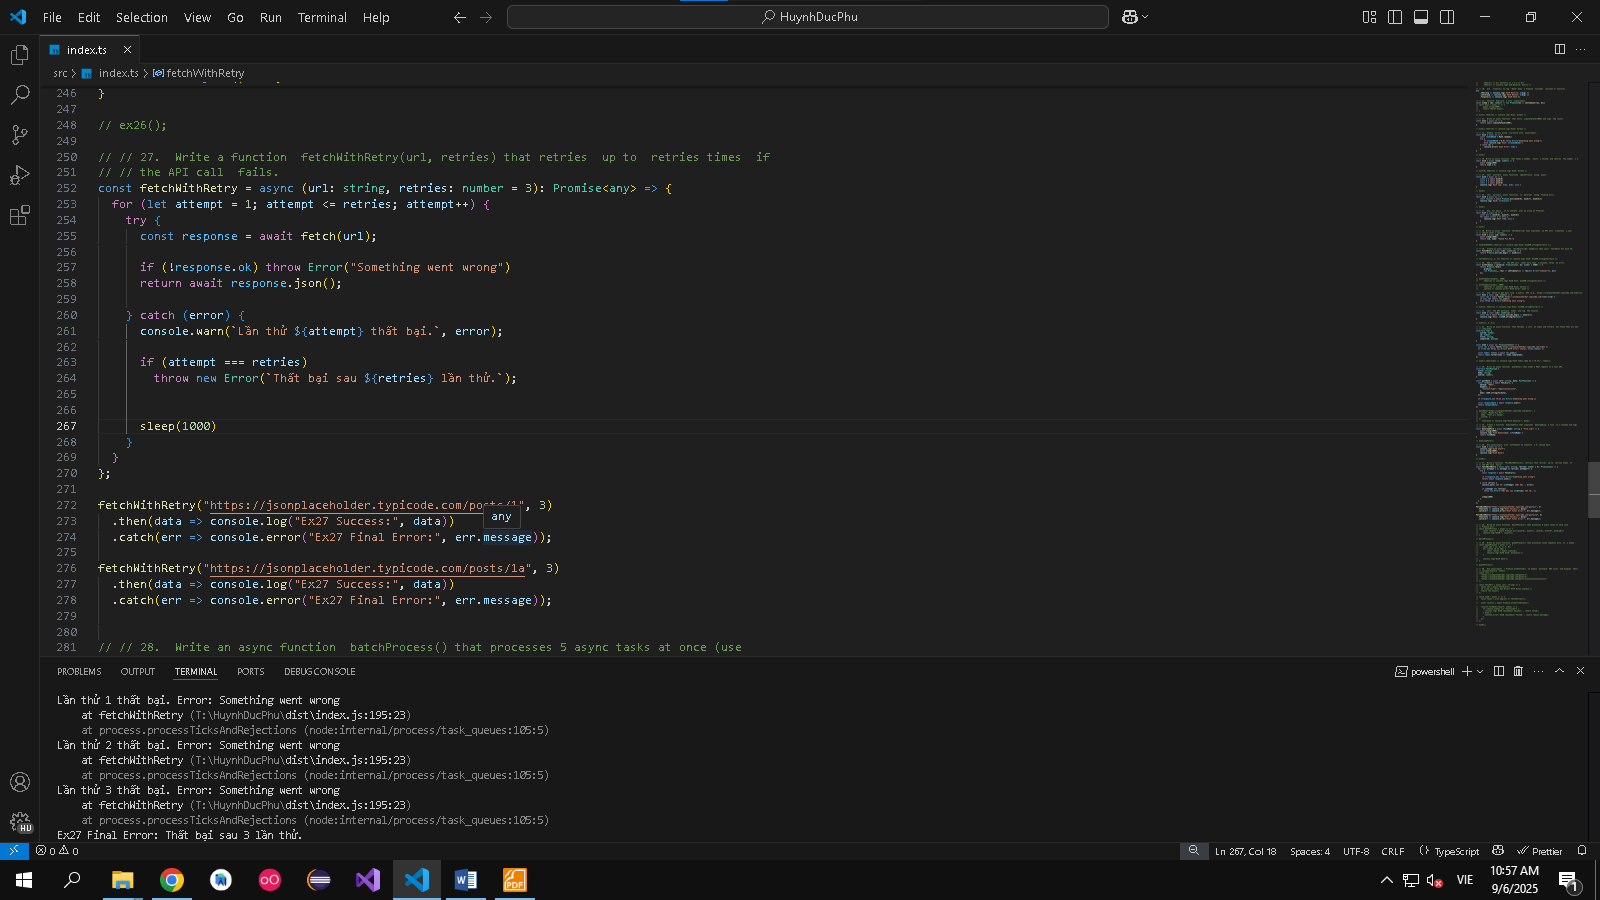 File Edit Selection View Go Run Terminal Help
HuynhDucPhu
index.ts
src > index.ts > fetchWithRetry
246 }
247
248 // ex26();
249
250 // // 27.  Write a function  fetchWithRetry(url, retries) that retries  up to  retries times  if
251 // // the API call  fails.
252 const fetchWithRetry = async (url: string, retries: number = 3): Promise<any> => {
253 for (let attempt = 1; attempt <= retries; attempt++) {
254 try {
255 const response = await fetch(url);
256
257 if (!response.ok) throw Error("Something went wrong")
258 return await response.json();
259
260 } catch (error) {
261 console.warn(`Lần thử ${attempt} thất bại.`, error);
262
263 if (attempt === retries)
264 throw new Error(`Thất bại sau ${retries} lần thử.`);
265
266
267 sleep(1000)
268 }
269 }
270 };
271
272 fetchWithRetry("https://jsonplaceholder.typicode.com/posts/1", 3)
any
273 .then(data => console.log("Ex27 Success:", data))
274 .catch(err => console.error("Ex27 Final Error:", err.message));
275
276 fetchWithRetry("https://jsonplaceholder.typicode.com/posts/1a", 3)
277 .then(data => console.log("Ex27 Success:", data))
278 .catch(err => console.error("Ex27 Final Error:", err.message));
279
280
281 // // 28.  Write an async function  batchProcess() that processes 5 async tasks at once (use
PROBLEMS OUTPUT TERMINAL PORTS DEBUG CONSOLE
powershell
Lần thử 1 thất bại. Error: Something went wrong
at fetchWithRetry (T:\HuynhDucPhu\dist\index.js:195:23)
at process.processTicksAndRejections (node:internal/process/task_queues:105:5)
Lần thử 2 thất bại. Error: Something went wrong
at fetchWithRetry (T:\HuynhDucPhu\dist\index.js:195:23)
at process.processTicksAndRejections (node:internal/process/task_queues:105:5)
Lần thử 3 thất bại. Error: Something went wrong
at fetchWithRetry (T:\HuynhDucPhu\dist\index.js:195:23)
at process.processTicksAndRejections (node:internal/process/task_queues:105:5)
Ex27 Final Error: Thất bại sau 3 lần thử.
HU
0 0
Ln 267, Col 18 Spaces: 4 UTF-8 CRLF {} TypeScript Prettier
VIE
10:57 AM
9/6/2025
1